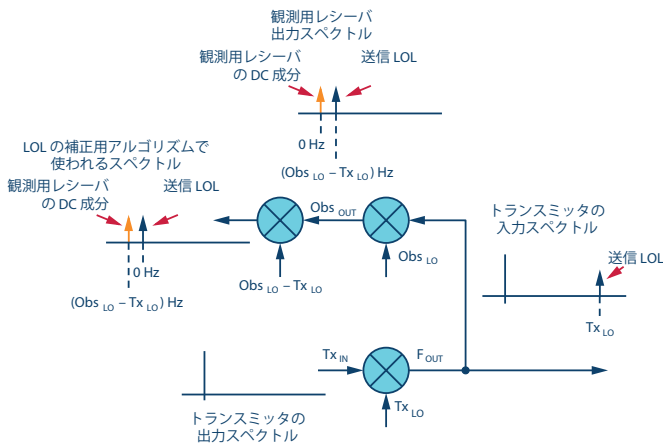 観測用レシーバ
出力スペクトル
観測用レシーバ
の DC 成分
送信 LOL
0 Hz
(Obs LO – Tx LO) Hz
LOL の補正用アルゴリズムで
使われるスペクトル
観測用レシーバ
の DC 成分
送信 LOL
0 Hz
(Obs LO – Tx LO) Hz
Obs OUT
Obs LO – Tx LO
Obs LO
トランスミッタの
入力スペクトル
送信 LOL
Tx LO
Tx IN
F OUT
Tx LO
トランスミッタの
出力スペクトル